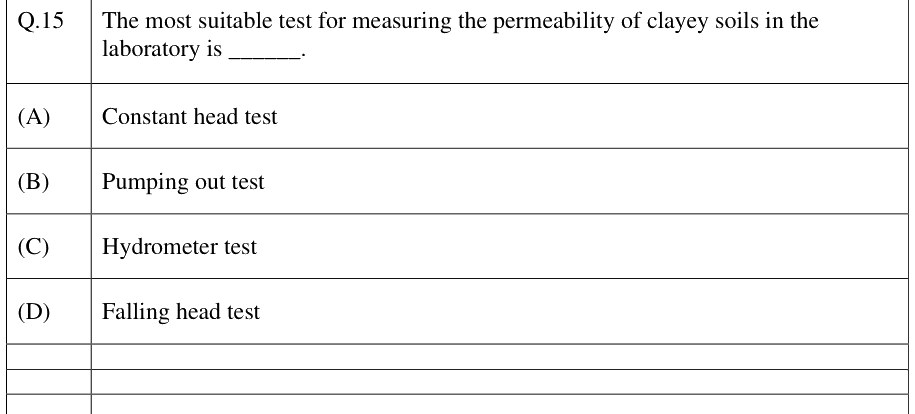 Q.15 The most suitable test for measuring the permeability of clayey soils in the
laboratory is ______.
(A) Constant head test
(B) Pumping out test
(C) Hydrometer test
(D) Falling head test